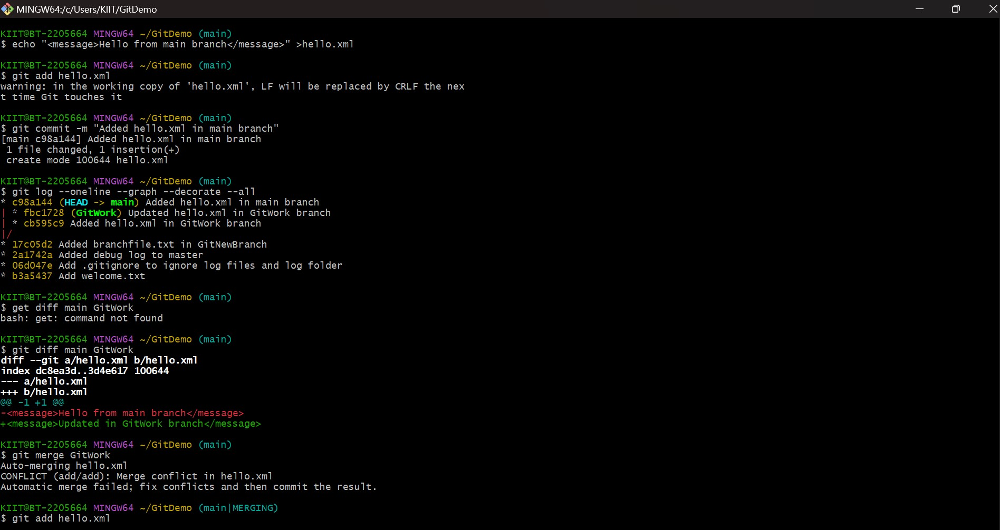 MINGW64:/c/Users/KIIT/GitDemo
KIIT@BT-2205664 MINGW64 ~/GitDemo (main)
$ echo "<message>Hello from main branch</message>" >hello.xml
KIIT@BT-2205664 MINGW64 ~/GitDemo (main)
$ git add hello.xml
warning: in the working copy of 'hello.xml', LF will be replaced by CRLF the nex
t time Git touches it
KIIT@BT-2205664 MINGW64 ~/GitDemo (main)
$ git commit -m "Added hello.xml in main branch"
[main c98a144] Added hello.xml in main branch
 1 file changed, 1 insertion(+)
 create mode 100644 hello.xml
KIIT@BT-2205664 MINGW64 ~/GitDemo (main)
$ git log --oneline --graph --decorate --all
* c98a144 (HEAD -> main) Added hello.xml in main branch
| * fbc1728 (GitWork) Updated hello.xml in GitWork branch
| * cb595c9 Added hello.xml in GitWork branch
|/
* 17c05d2 Added branchfile.txt in GitNewBranch
* 2a1742a Added debug log to master
* 06d047e Add .gitignore to ignore log files and log folder
* b3a5437 Add welcome.txt
KIIT@BT-2205664 MINGW64 ~/GitDemo (main)
$ get diff main GitWork
bash: get: command not found
KIIT@BT-2205664 MINGW64 ~/GitDemo (main)
$ git diff main GitWork
diff --git a/hello.xml b/hello.xml
index dc8ea3d..3d4e617 100644
--- a/hello.xml
+++ b/hello.xml
@@ -1 +1 @@
-<message>Hello from main branch</message>
+<message>Updated in GitWork branch</message>
KIIT@BT-2205664 MINGW64 ~/GitDemo (main)
$ git merge GitWork
Auto-merging hello.xml
CONFLICT (add/add): Merge conflict in hello.xml
Automatic merge failed; fix conflicts and then commit the result.
KIIT@BT-2205664 MINGW64 ~/GitDemo (main|MERGING)
$ git add hello.xml